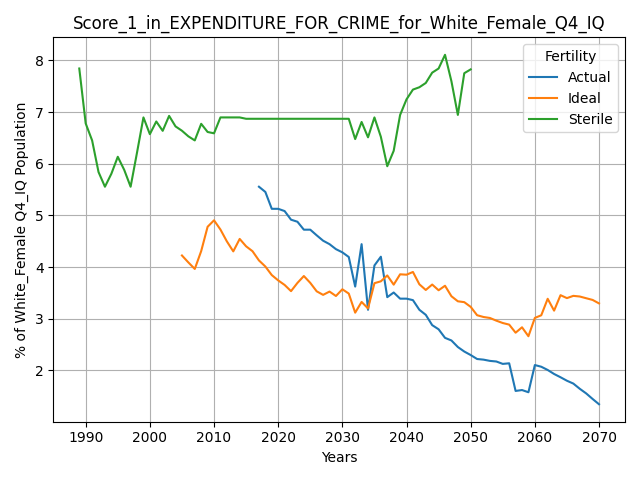 Score_1_in_EXPENDITURE_FOR_CRIME_for_White_Female_Q4_IQ
Fertility
Actual
Ideal
Sterile
% of White_Female Q4_IQ Population
8
7
6
5
4
3
2
1990
2000
2010
2020
2030
2040
2050
2060
2070
Years